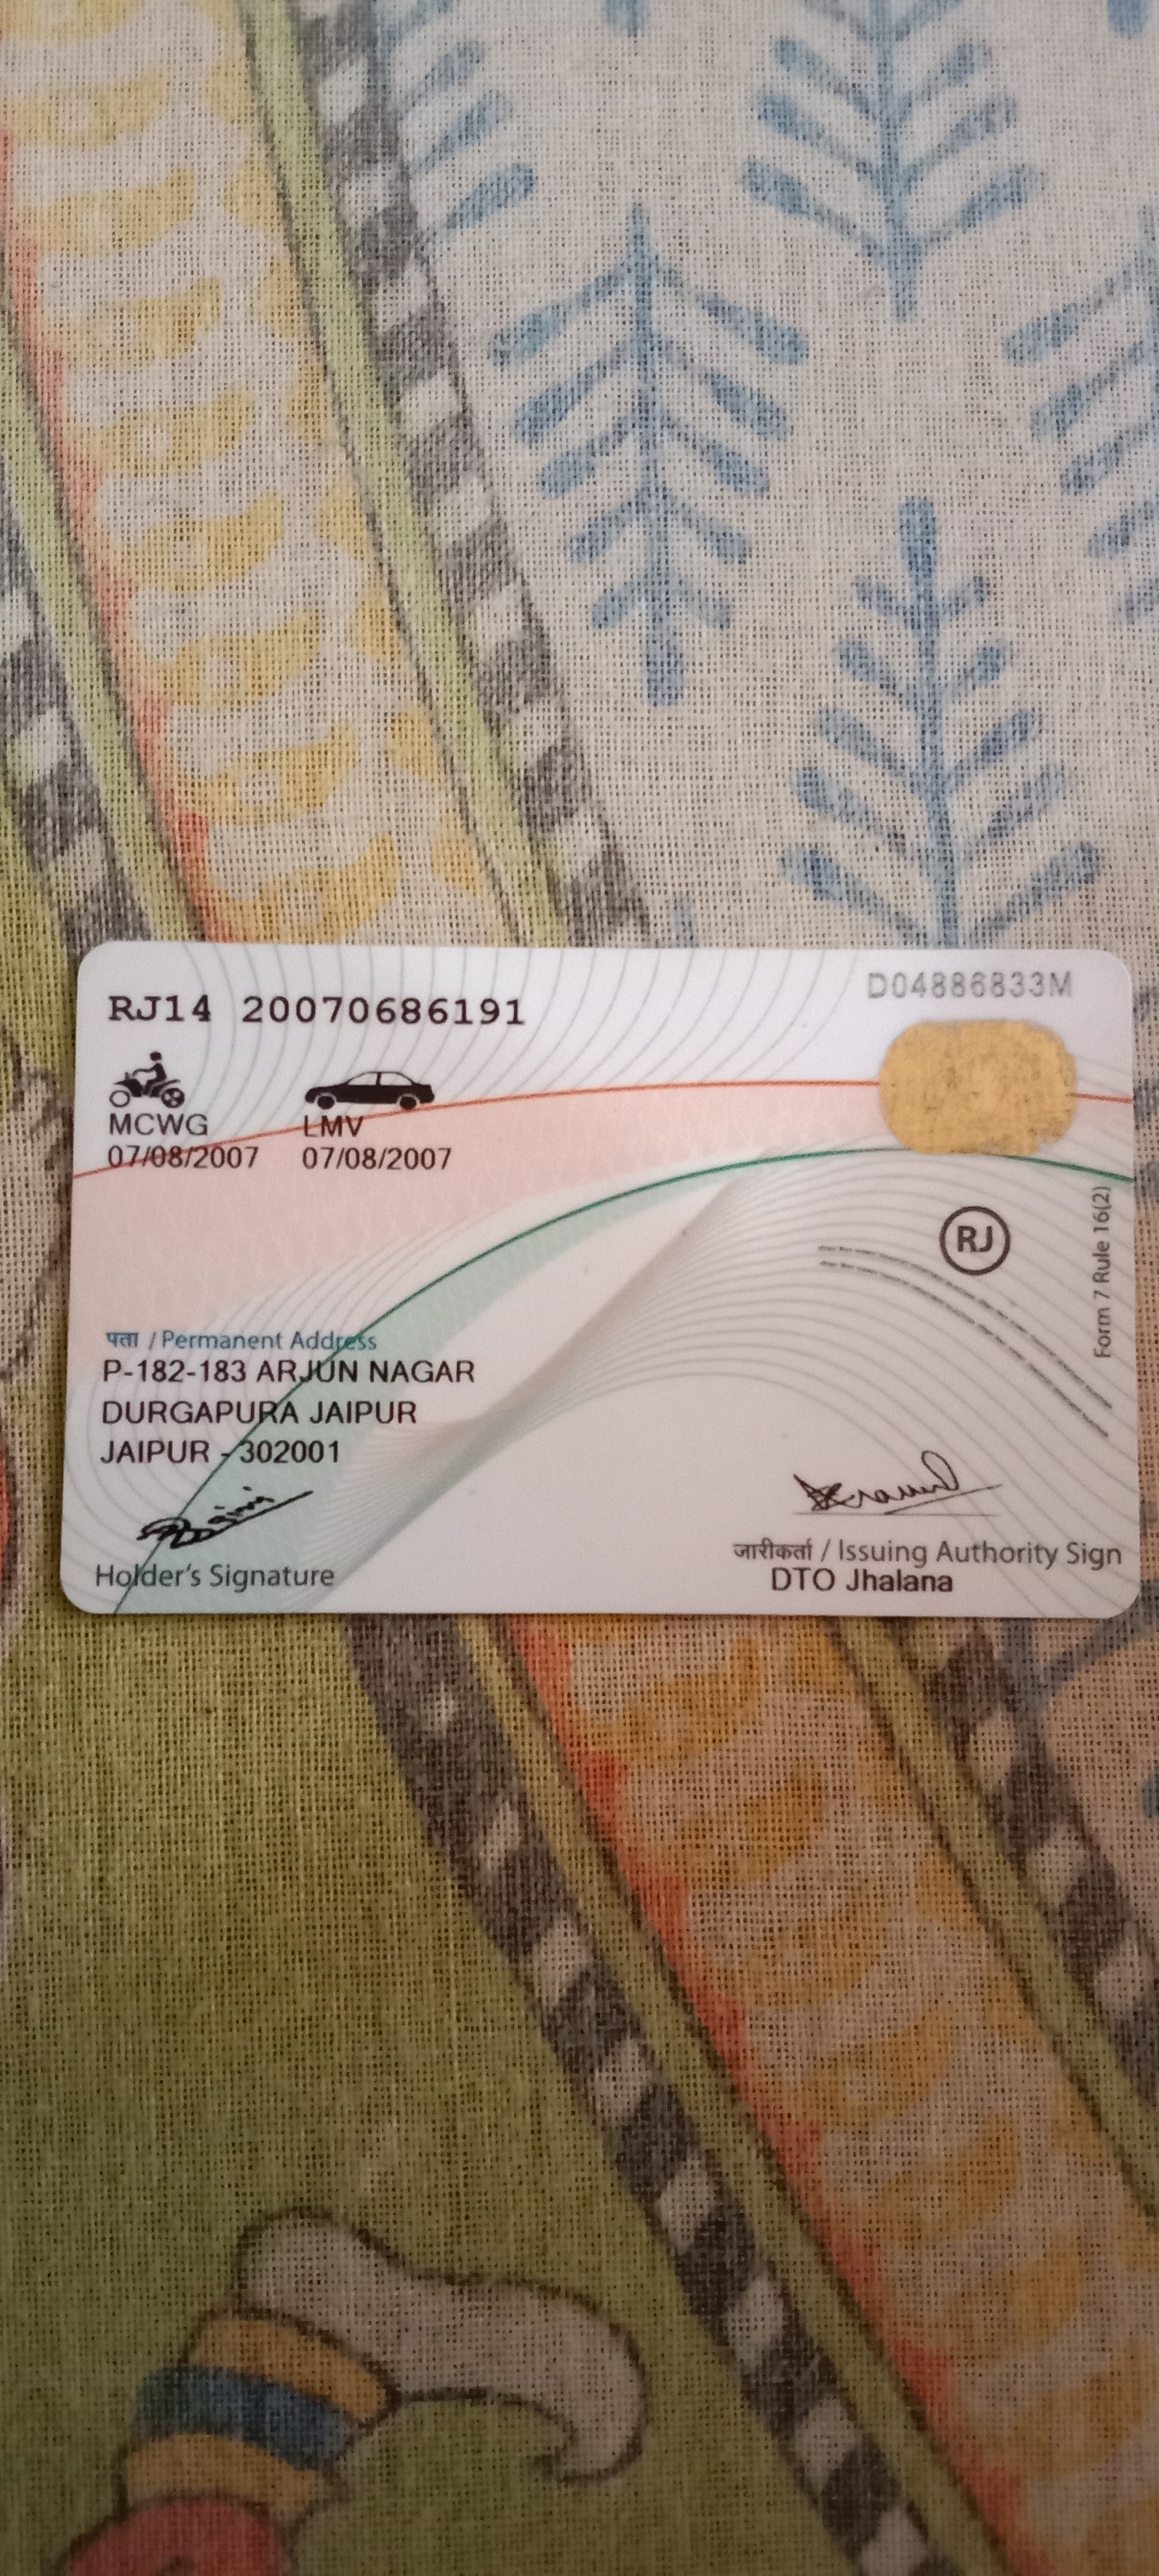 D04886833M
RJ14 20070686191
MCWG LMV
07/08/2007 07/08/2007
RJ
Form 7 Rule 16(2)
पता / Permanent Address
P-182-183 ARJUN NAGAR
DURGAPURA JAIPUR
JAIPUR - 302001
Holder's Signature
जारीकर्ता / Issuing Authority Sign
DTO Jhalana